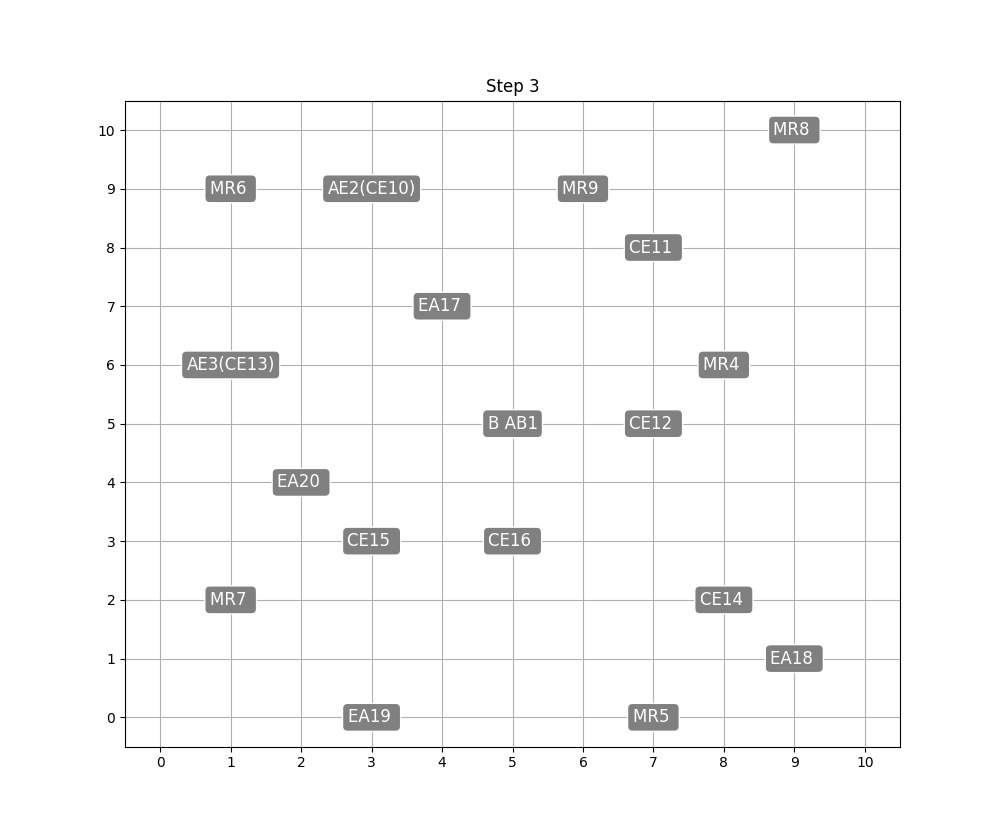 Step 3
10
MR8
9
MR6 AE2(CE10) MR9
8
CE11
7
EA17
6
AE3(CE13) MR4
5
B AB1 CE12
4
EA20
3
CE15 CE16
2
MR7 CE14
1
EA18
0
EA19 MR5
0 1 2 3 4 5 6 7 8 9 10